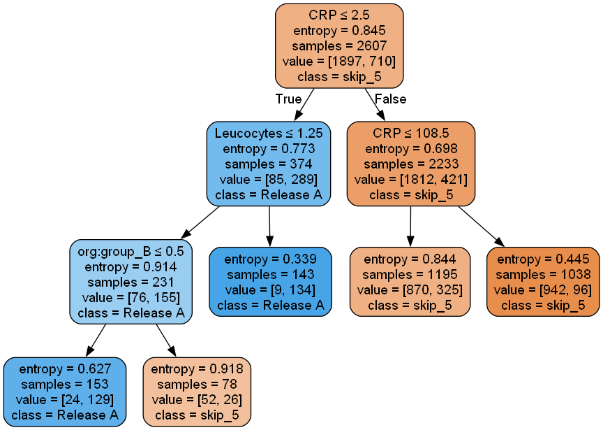 CRP ≤ 2.5
entropy = 0.845
samples = 2607
value = [1897, 710]
class = skip_5
True
False
Leucocytes ≤ 1.25
entropy = 0.773
samples = 374
value = [85, 289]
class = Release A
CRP ≤ 108.5
entropy = 0.698
samples = 2233
value = [1812, 421]
class = skip_5
org:group_B ≤ 0.5
entropy = 0.914
samples = 231
value = [76, 155]
class = Release A
entropy = 0.339
samples = 143
value = [9, 134]
class = Release A
entropy = 0.844
samples = 1195
value = [870, 325]
class = skip_5
entropy = 0.445
samples = 1038
value = [942, 96]
class = skip_5
entropy = 0.627
samples = 153
value = [24, 129]
class = Release A
entropy = 0.918
samples = 78
value = [52, 26]
class = skip_5